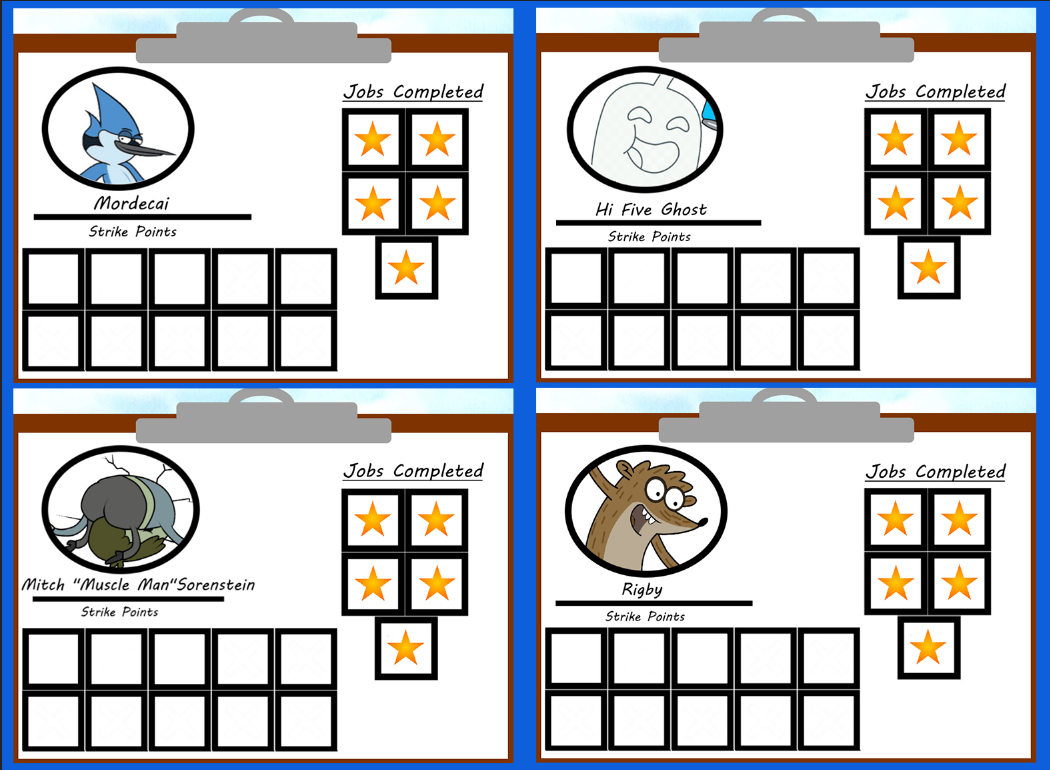 Jobs Completed
Mordecai
Strike Points
Jobs Completed
Hi Five Ghost
Strike Points
Jobs Completed
Mitch "Muscle Man"Sorenstein
Strike Points
Jobs Completed
Rigby
Strike Points